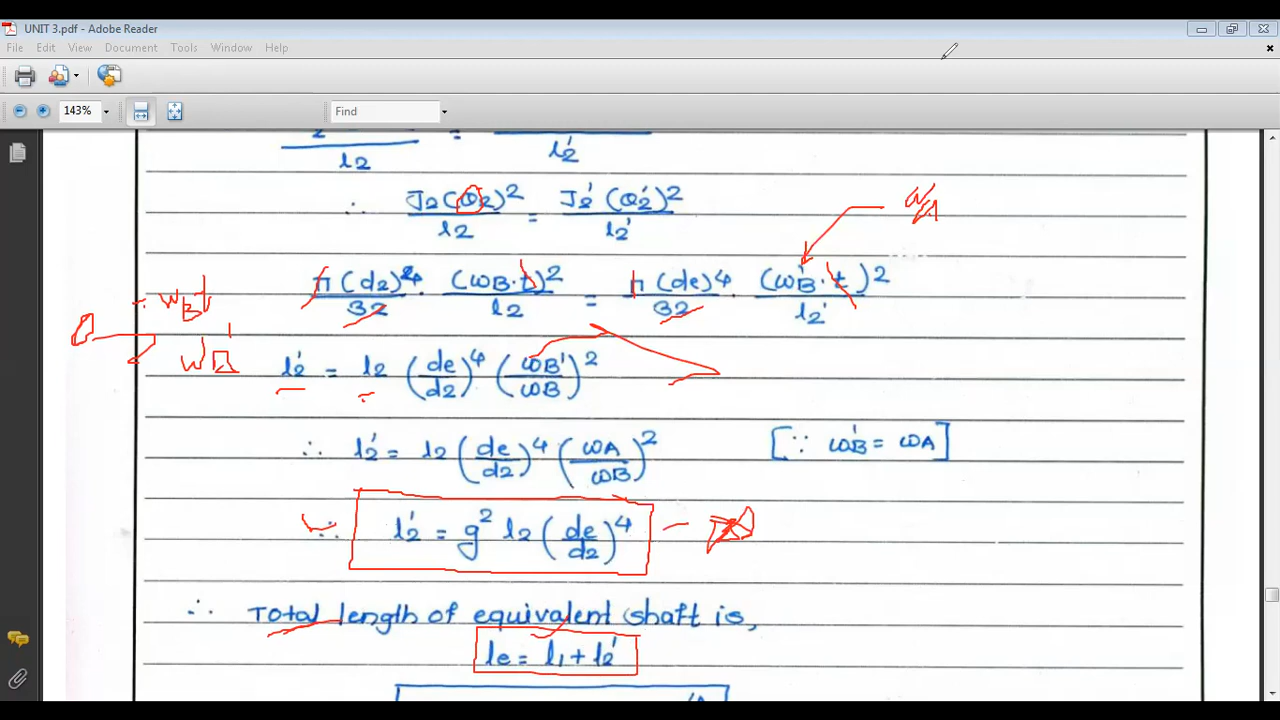 UNIT 3.pdf - Adobe Reader
File Edit View Document Tools Window Help
143% Find
l2 = l2'
∴ J2(θ2)²/l2 = J2'(θ2')²/l2'
π(d2)⁴/32 · (ωB·t)²/l2 = π(de)⁴/32 · (ωB'·t)²/l2'
ωBt
l2' = l2 (de/d2)⁴ (ωB'/ωB)²
∴ l2' = l2 (de/d2)⁴ (ωA/ωB)² [∵ ωB' = ωA]
∴ l2' = g² l2 (de/d2)⁴
∴ Total length of equivalent shaft is,
le = l1 + l2'